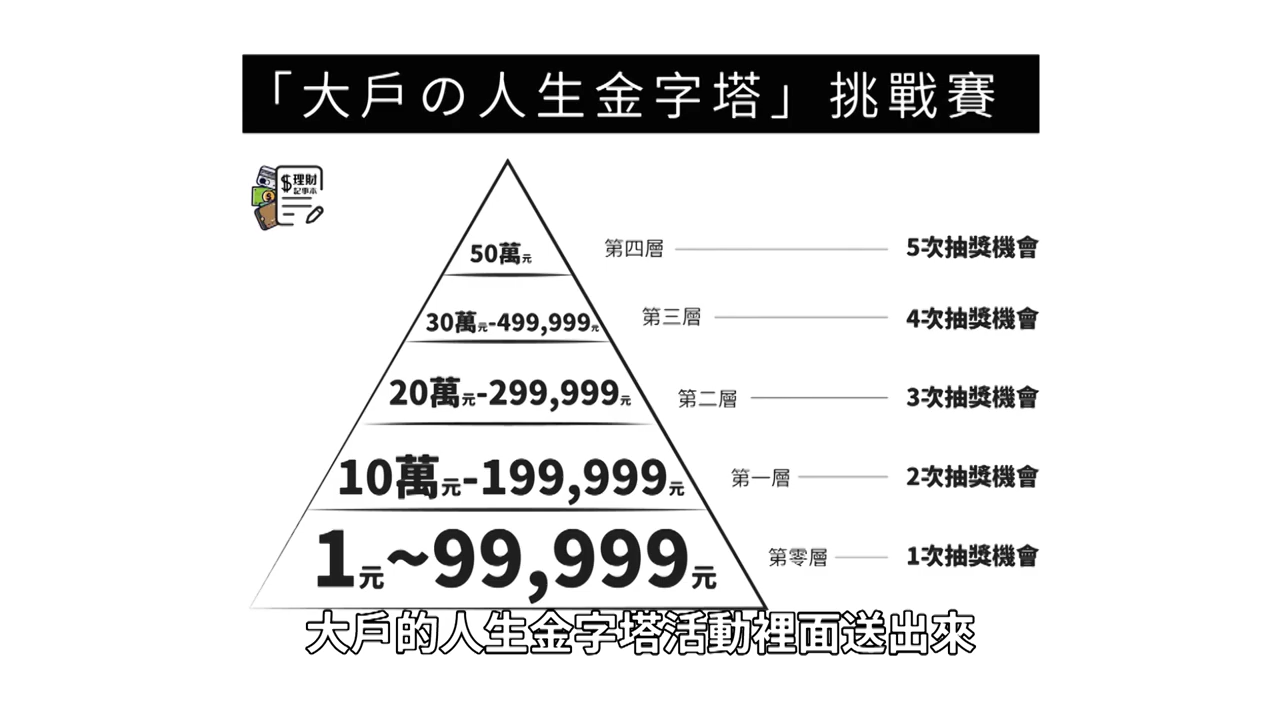 「大戶の人生金字塔」挑戰賽
$理財
記事本
50萬元 第四層 5次抽獎機會
30萬元-499,999元 第三層 4次抽獎機會
20萬元-299,999元 第二層 3次抽獎機會
10萬元-199,999元 第一層 2次抽獎機會
1元~99,999元 第零層 1次抽獎機會
大戶的人生金字塔活動裡面送出來